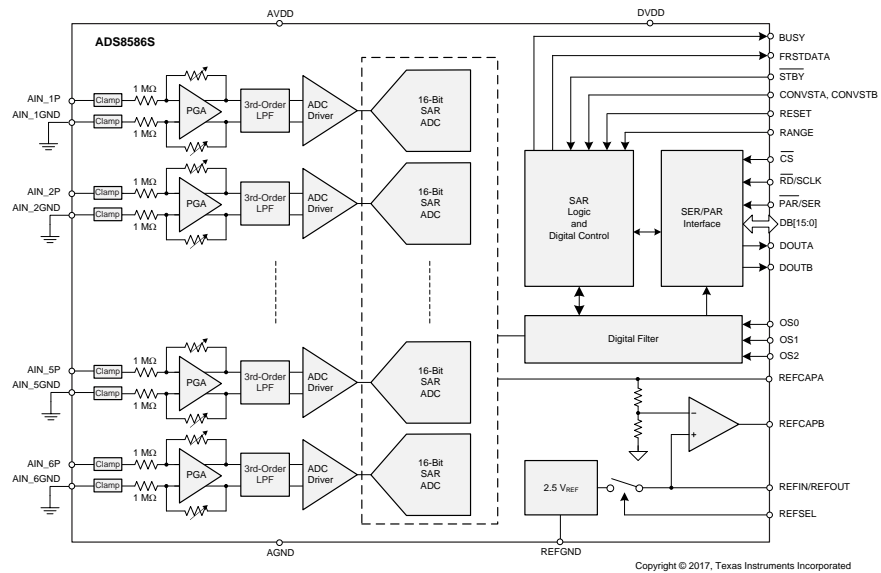 AVDD
DVDD
ADS8586S
BUSY
FRSTDATA
STBY
CONVSTA, CONVSTB
RESET
RANGE
CS
RD/SCLK
PAR/SER
DB[15:0]
DOUTA
DOUTB
OS0
OS1
OS2
REFCAPA
REFCAPB
REFIN/REFOUT
REFSEL
AIN_1P
AIN_1GND
Clamp
Clamp
1 MΩ
1 MΩ
PGA
3rd-Order
LPF
ADC
Driver
16-Bit
SAR
ADC
AIN_2P
AIN_2GND
Clamp
Clamp
1 MΩ
1 MΩ
PGA
3rd-Order
LPF
ADC
Driver
16-Bit
SAR
ADC
AIN_5P
AIN_5GND
Clamp
Clamp
1 MΩ
1 MΩ
PGA
3rd-Order
LPF
ADC
Driver
16-Bit
SAR
ADC
AIN_6P
AIN_6GND
Clamp
Clamp
1 MΩ
1 MΩ
PGA
3rd-Order
LPF
ADC
Driver
16-Bit
SAR
ADC
SAR
Logic
and
Digital Control
SER/PAR
Interface
Digital Filter
2.5 VREF
AGND
REFGND
Copyright © 2017, Texas Instruments Incorporated